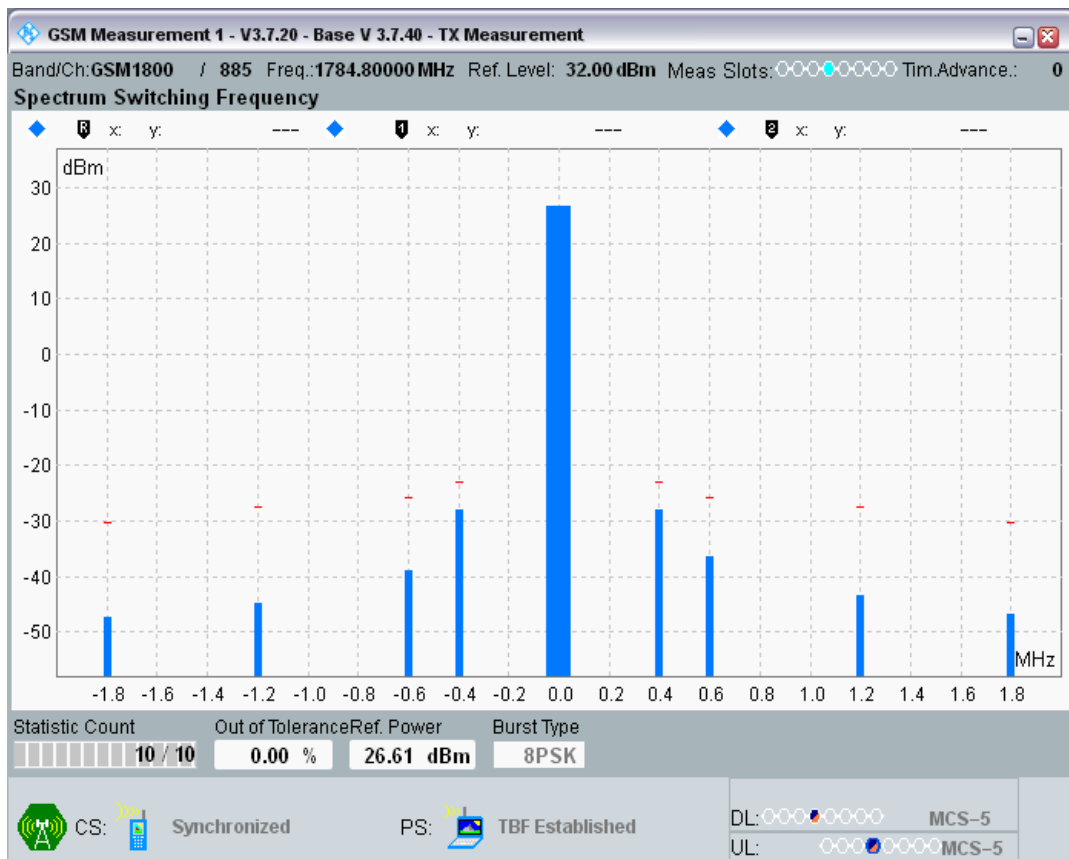 GSM Measurement 1 - V3.7.20 - Base V 3.7.40 - TX Measurement
Band/Ch:GSM1800 / 885 Freq.:1784.80000 MHz Ref. Level: 32.00 dBm Meas Slots: Tim.Advance.: 0
Spectrum Switching Frequency
R x: y: --- 1 x: y: --- 2 x: y: ---
dBm
30
20
10
0
-10
-20
-30
-40
-50
MHz
-1.8 -1.6 -1.4 -1.2 -1.0 -0.8 -0.6 -0.4 -0.2 0.0 0.2 0.4 0.6 0.8 1.0 1.2 1.4 1.6 1.8
Statistic Count Out of Tolerance Ref. Power Burst Type
10 / 10 0.00 % 26.61 dBm 8PSK
CS: Synchronized PS: TBF Established
DL: MCS-5
UL: MCS-5